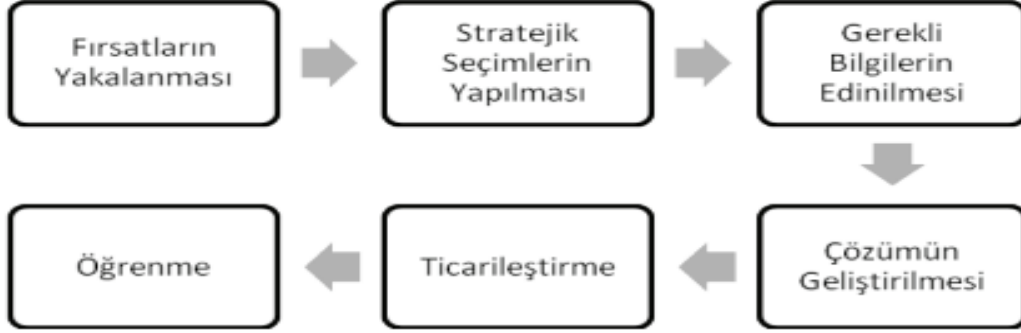 Fırsatların
Yakalanması
Stratejik
Seçimlerin
Yapılması
Gerekli
Bilgilerin
Edinilmesi
Çözümün
Geliştirilmesi
Ticarileştirme
Öğrenme